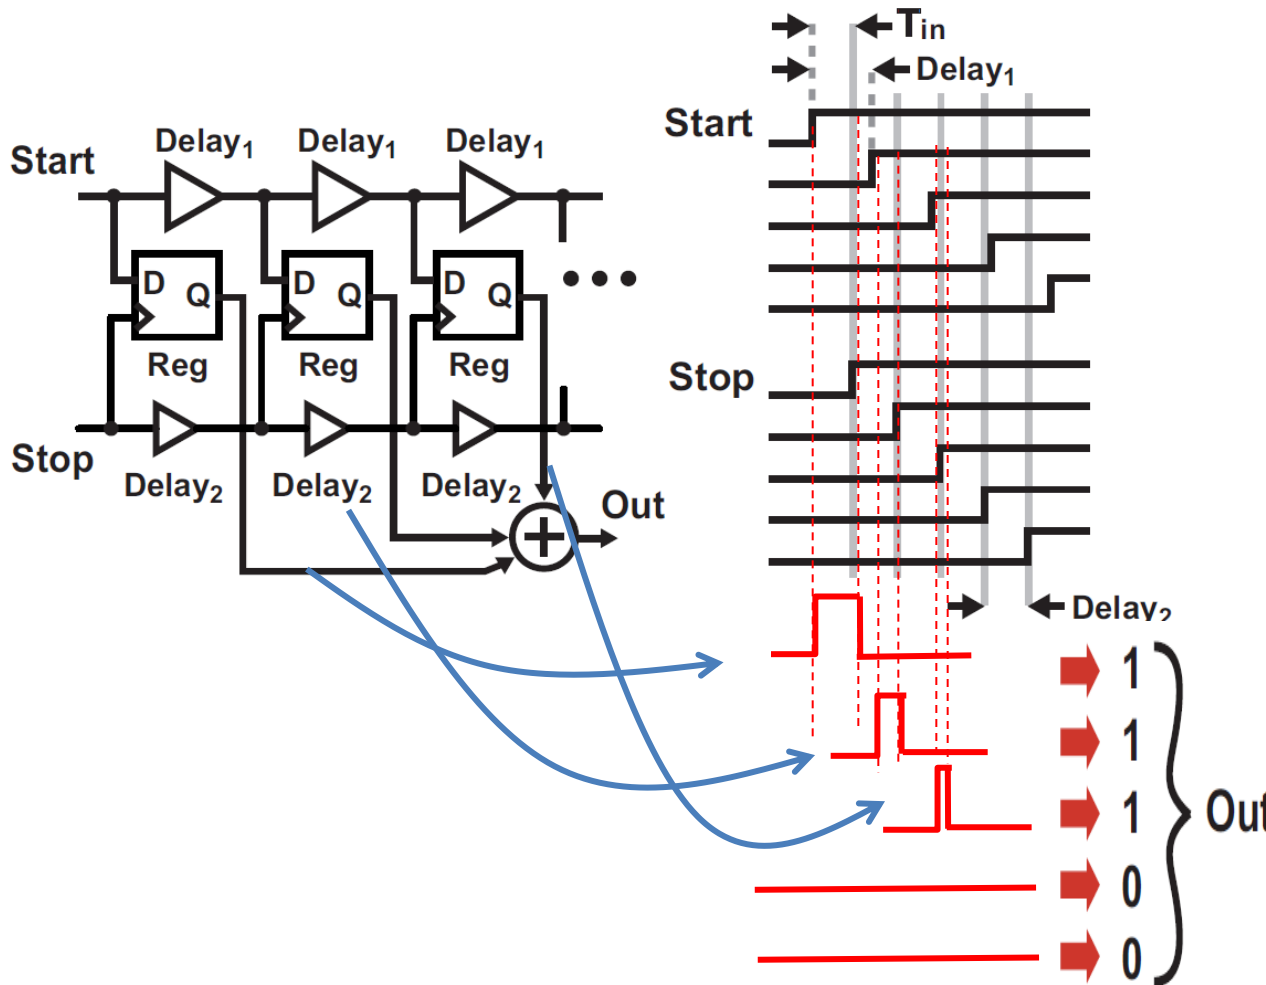 Start
Delay1 Delay1 Delay1
D Q D Q D Q
Reg Reg Reg
Stop
Delay2 Delay2 Delay2
+
Out
Tin
Delay1
Start
Stop
Delay2
1
1
1
0
0
Out